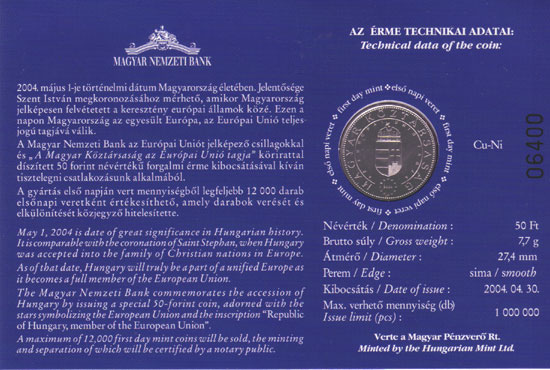 MAGYAR NEMZETI BANK
2004. május 1-je történelmi dátum Magyarország életében. Jelentősége
Szent István megkoronozásához mérhető, amikor Magyarország
jelképesen felvétetett a keresztény európai államok közé. Ezen a
napon Magyarország az egyesült Európa, az Európai Unió teljes-
jogú tagjává válik.
A Magyar Nemzeti Bank az Európai Uniót jelképező csillagokkal
és „A Magyar Köztársaság az Európai Unió tagja" körirattal
díszített 50 forint névértékű forgalmi érme kibocsátásával kíván
tisztelegni csatlakozásunk alkalmából.
A gyártás első napján vert mennyiségből legfeljebb 12 000 darab
elsőnapi veretként értékesíthető, amely darabok verését és
elkülönítését közjegyző hitelesítette.
May 1, 2004 is date of great significance in Hungarian history.
It is comparable with the coronation of Saint Stephan, when Hungary
was accepted into the family of Christian nations in Europe.
As of that date, Hungary will truly be a part of a unified Europe as
it becomes a full member of the European Union.
The Magyar Nemzeti Bank commemorates the accession of
Hungary by issuing a special 50-forint coin, adorned with the
stars symbolizing the European Union and the inscription "Republic
of Hungary, member of the European Union".
A maximum of 12,000 first day mint coins will be sold, the minting
and separation of which will be certified by a notary public.
AZ ÉRME TECHNIKAI ADATAI:
Technical data of the coin:
first day mint ★ első napi veret ★ first day mint ★ első napi veret ★ first day mint ★ első napi veret ★
MAGYAR KÖZTÁRSASÁG
Cu-Ni
06400
Névérték / Denomination : 50 Ft
Brutto súly / Gross weight : 7,7 g
Átmérő / Diameter : 27,4 mm
Perem / Edge : sima / smooth
Kibocsátás / Date of issue : 2004. 04. 30.
Max. verhető mennyiség (db)
Issue limit (pcs) : 1 000 000
Verte a Magyar Pénzverő Rt.
Minted by the Hungarian Mint Ltd.